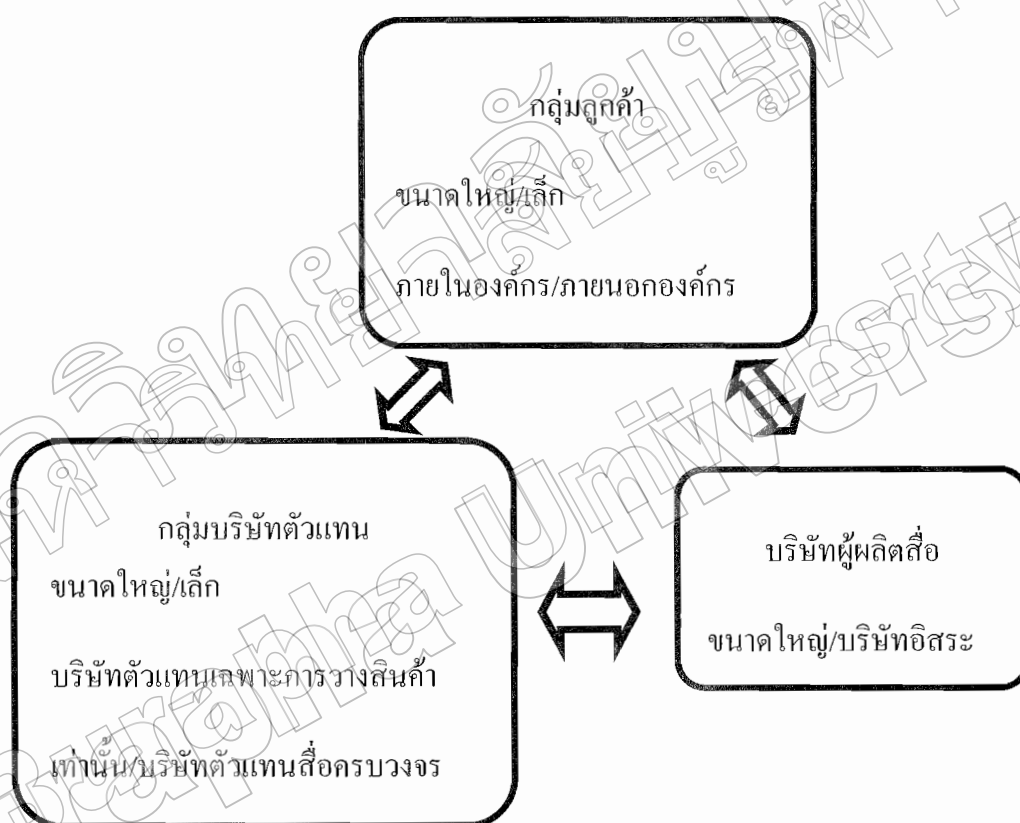 กลุ่มลูกค้า
ขนาดใหญ่/เล็ก
ภายในองค์กร/ภายนอกองค์กร
กลุ่มบริษัทตัวแทน
ขนาดใหญ่/เล็ก
บริษัทตัวแทนเฉพาะการวางสินค้า
เท่านั้น/บริษัทตัวแทนสื่อครบวงจร
บริษัทผู้ผลิตสื่อ
ขนาดใหญ่/บริษัทอิสระ
Burapha University